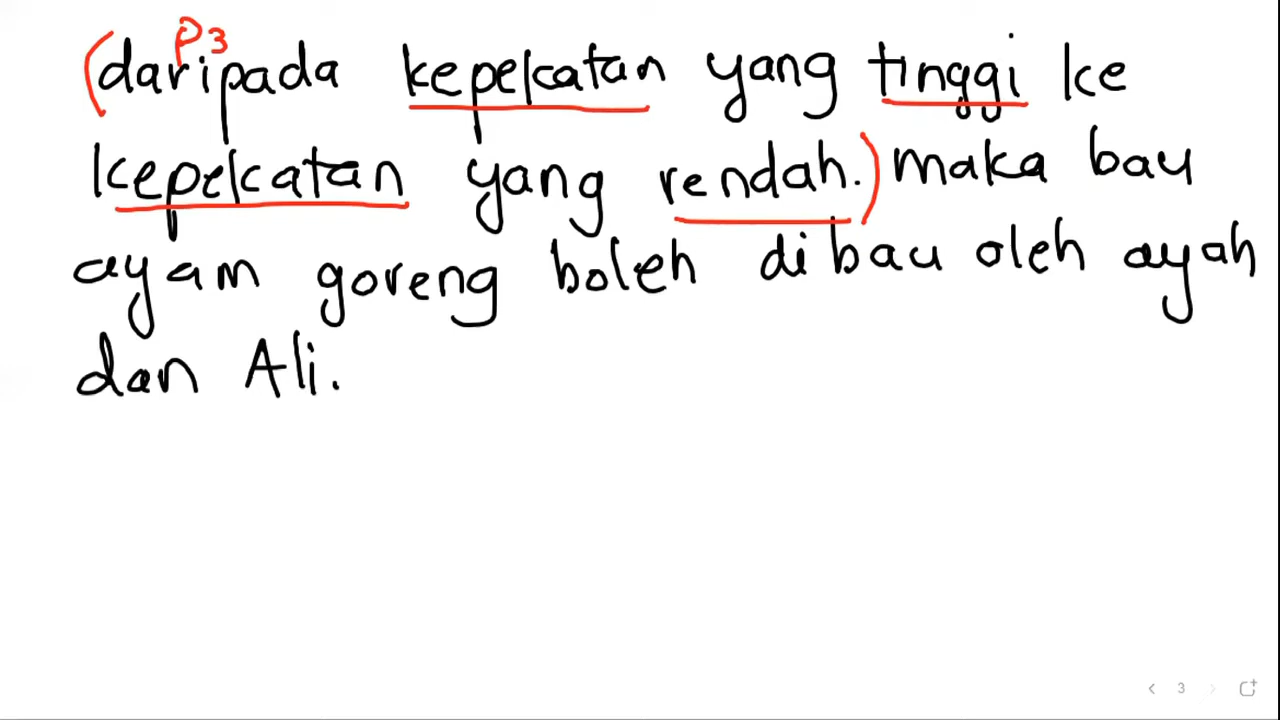 P3
(daripada kepekatan yang tinggi ke
kepekatan yang rendah.) maka bau
ayam goreng boleh dibau oleh ayah
dan Ali.
3